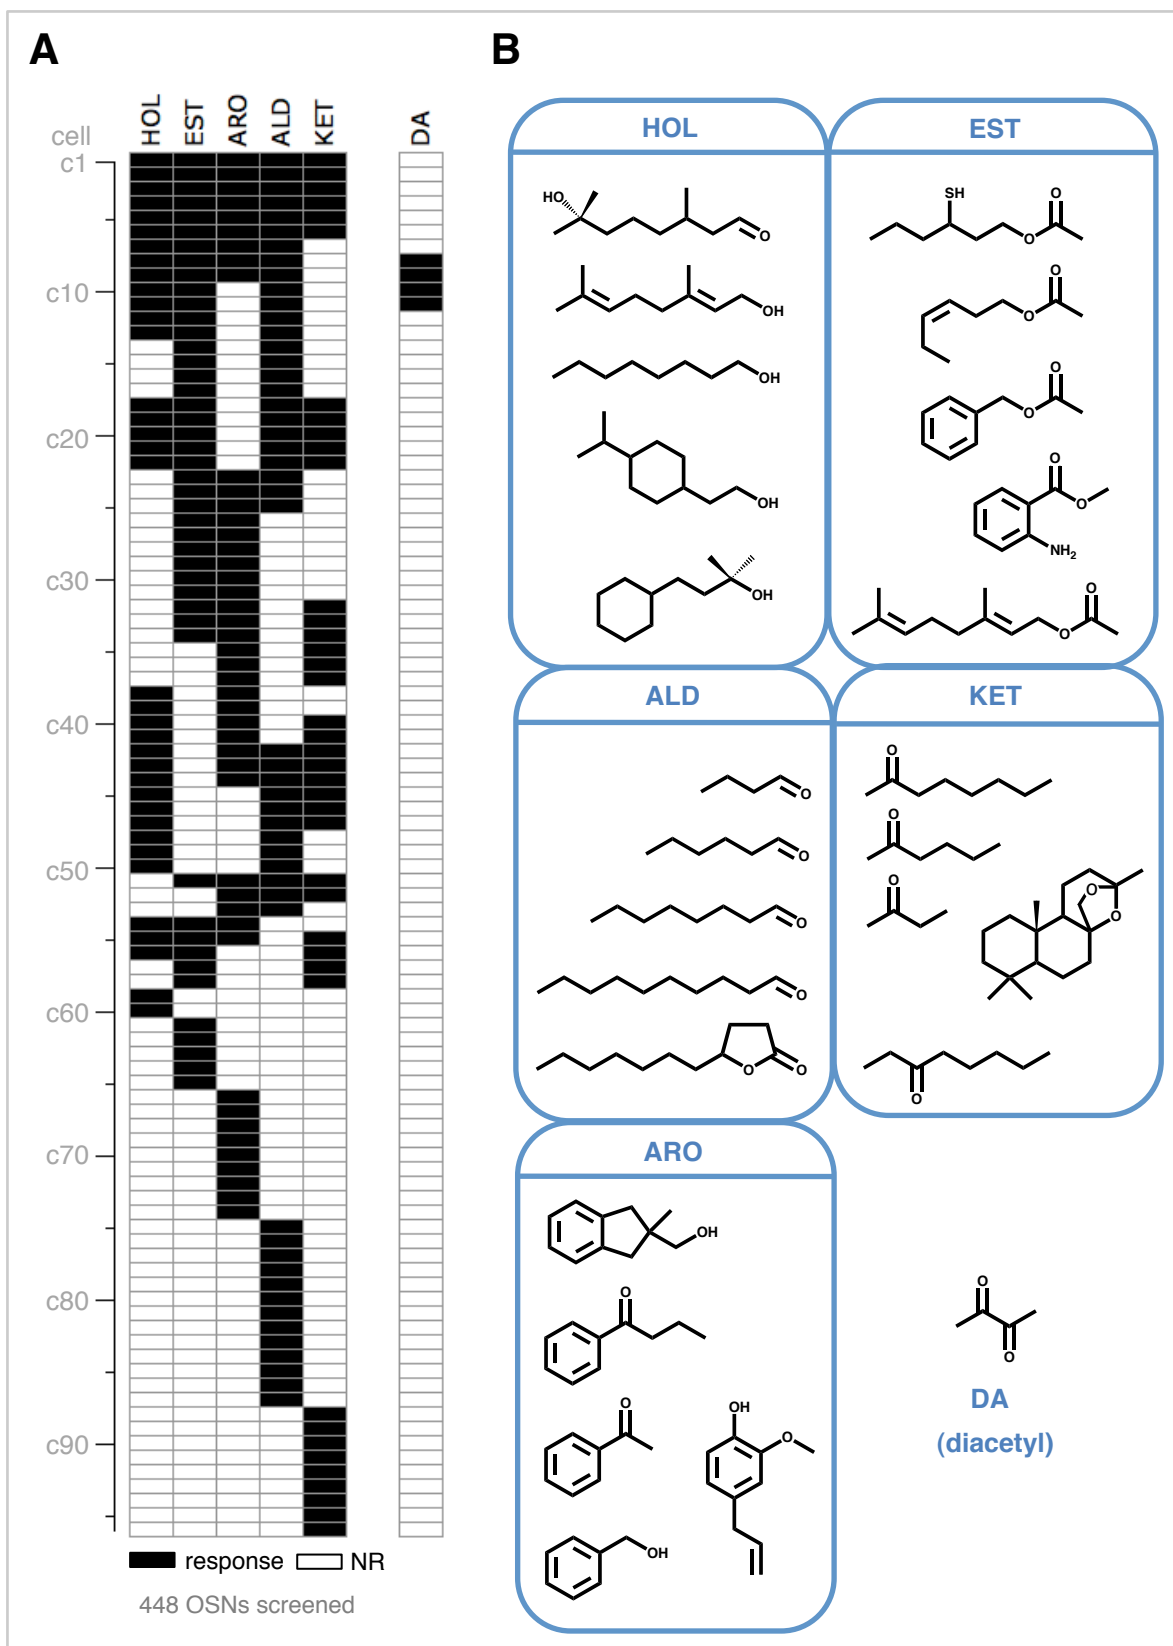 A
B
HOL
EST
ARO
ALD
KET
DA
cell
c1
c10
c20
c30
c40
c50
c60
c70
c80
c90
response
NR
448 OSNs screened
HOL
HO
O
OH
OH
OH
OH
EST
SH
O
O
O
O
O
O
O
O
NH2
O
O
ALD
O
O
O
O
O
O
KET
O
O
O
O
O
O
ARO
OH
O
O
OH
O
OH
O
O
DA
(diacetyl)